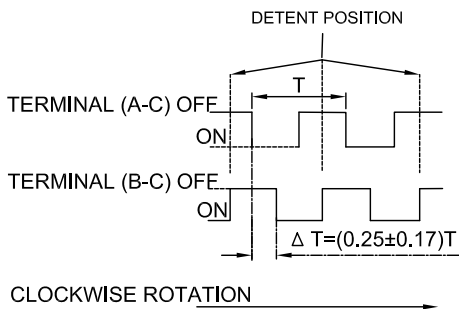 DETENT POSITION
T
TERMINAL (A-C) OFF
ON
TERMINAL (B-C) OFF
ON
Δ T=(0.25±0.17)T
CLOCKWISE ROTATION